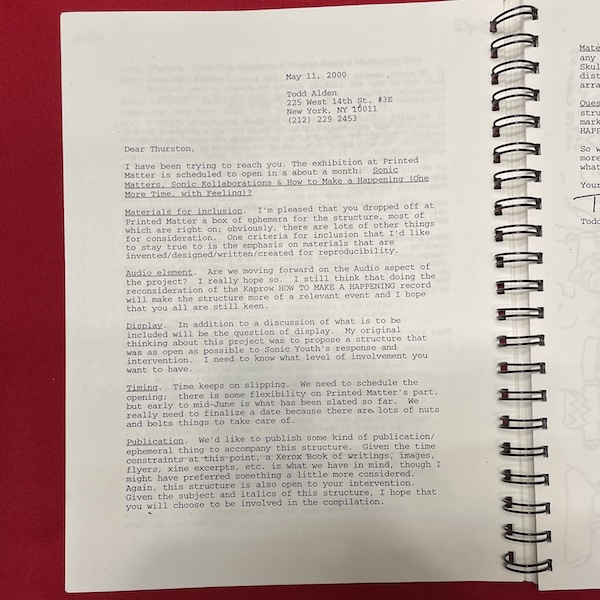 May 11, 2000
Todd Alden
225 West 14th St. #3E
New York, NY 10011
(212) 229 2453
Dear Thurston,
I have been trying to reach you. The exhibition at Printed
Matter is scheduled to open in a about a month: Sonic
Matters, Sonic Kollaborations & How to Make a Happening (One
More Time, with Feeling)?
Materials for inclusion. I'm pleased that you dropped off at
Printed Matter a box of ephemera for the structure, most of
which are right on; obviously, there are lots of other things
for consideration. One criteria for inclusion that I'd like
to stay true to is the emphasis on materials that are
invented/designed/written/created for reproducibility.
Audio element. Are we moving forward on the Audio aspect of
the project? I really hope so. I still think that doing the
reconsideration of the Kaprow HOW TO MAKE A HAPPENING record
will make the structure more of a relevant event and I hope
that you all are still keen.
Display. In addition to a discussion of what is to be
included will be the question of display. My original
thinking about this project was to propose a structure that
was as open as possible to Sonic Youth's response and
intervention. I need to know what level of involvement you
want to have.
Timing. Time keeps on slipping. We need to schedule the
opening; there is some flexibility on Printed Matter's part,
but early to mid-June is what has been slated so far. We
really need to finalize a date because there are lots of nuts
and bolts things to take care of.
Publication. We'd like to publish some kind of publication/
ephemeral thing to accompany this structure. Given the time
constraints at this point, a Xerox Book of writings, images,
flyers, xine excerpts, etc. is what we have in mind, though I
might have preferred something a little more considered.
Again, this structure is also open to your intervention.
Given the subject and italics of this structure, I hope that
you will choose to be involved in the compilation.
Mate
any
Skul
dist
arra
Ques
stru
mark
HAPP
So w
more
what
Your
T
Todd